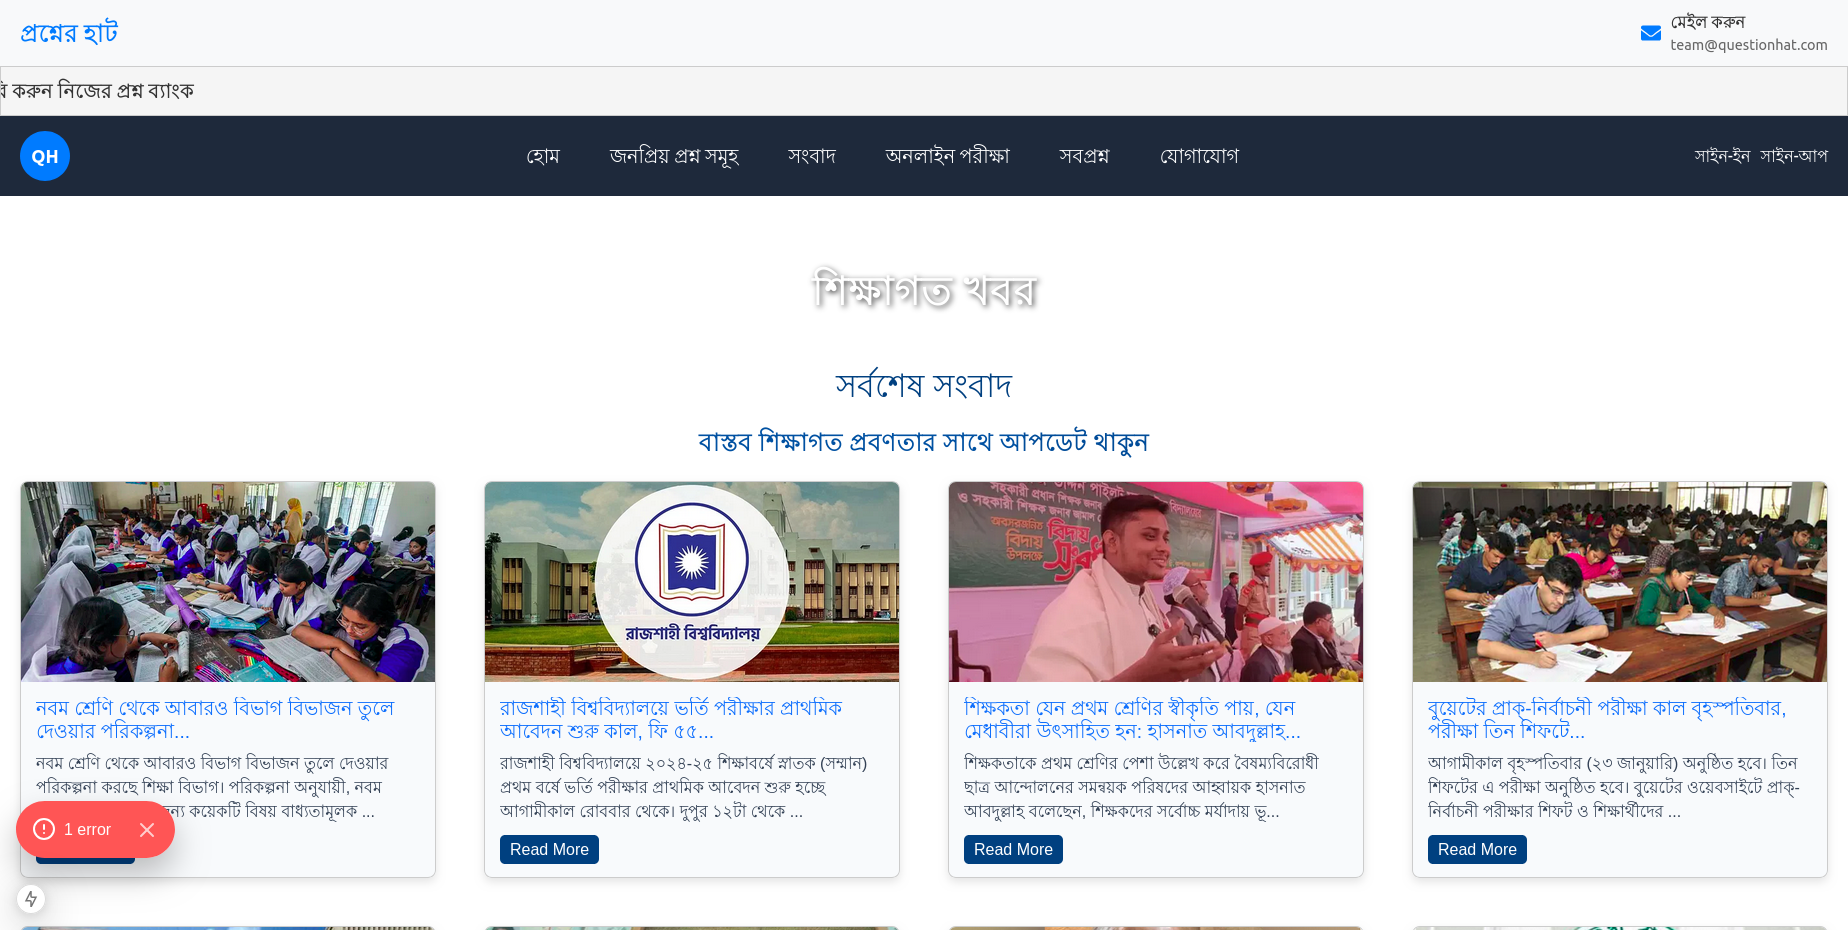 প্রশ্নের হাট
মেইল করুন
team@questionhat.com
করুন নিজের প্রশ্ন ব্যাংক
QH
হোম
জনপ্রিয় প্রশ্ন সমূহ
সংবাদ
অনলাইন পরীক্ষা
সবপ্রশ্ন
যোগাযোগ
সাইন-ইন
সাইন-আপ
শিক্ষাগত খবর
সর্বশেষ সংবাদ
বাস্তব শিক্ষাগত প্রবণতার সাথে আপডেট থাকুন
নবম শ্রেণি থেকে আবারও বিভাগ বিভাজন তুলে
দেওয়ার পরিকল্পনা...
নবম শ্রেণি থেকে আবারও বিভাগ বিভাজন তুলে দেওয়ার
পরিকল্পনা করছে শিক্ষা বিভাগ। পরিকল্পনা অনুযায়ী, নবম
কয়েকটি বিষয় বাধ্যতামূলক ...
1 error
রাজশাহী বিশ্ববিদ্যালয়
রাজশাহী বিশ্ববিদ্যালয়ে ভর্তি পরীক্ষার প্রাথমিক
আবেদন শুরু কাল, ফি ৫৫...
রাজশাহী বিশ্ববিদ্যালয়ে ২০২৪-২৫ শিক্ষাবর্ষে স্নাতক (সম্মান)
প্রথম বর্ষে ভর্তি পরীক্ষার প্রাথমিক আবেদন শুরু হচ্ছে
আগামীকাল রোববার থেকে। দুপুর ১২টা থেকে ...
Read More
ও সহকারী শিক্ষক জনাব জামাল
অবসরজনিত
বিদায়
উপলক্ষে
শিক্ষকতা যেন প্রথম শ্রেণির স্বীকৃতি পায়, যেন
মেধাবীরা উৎসাহিত হন: হাসনাত আবদুল্লাহ...
শিক্ষকতাকে প্রথম শ্রেণির পেশা উল্লেখ করে বৈষম্যবিরোধী
ছাত্র আন্দোলনের সমন্বয়ক পরিষদের আহ্বায়ক হাসনাত
আবদুল্লাহ বলেছেন, শিক্ষকদের সর্বোচ্চ মর্যাদায় ভূ...
Read More
বুয়েটের প্রাক্-নির্বাচনী পরীক্ষা কাল বৃহস্পতিবার,
পরীক্ষা তিন শিফটে...
আগামীকাল বৃহস্পতিবার (২৩ জানুয়ারি) অনুষ্ঠিত হবে। তিন
শিফটের এ পরীক্ষা অনুষ্ঠিত হবে। বুয়েটের ওয়েবসাইটে প্রাক্-
নির্বাচনী পরীক্ষার শিফট ও শিক্ষার্থীদের ...
Read More